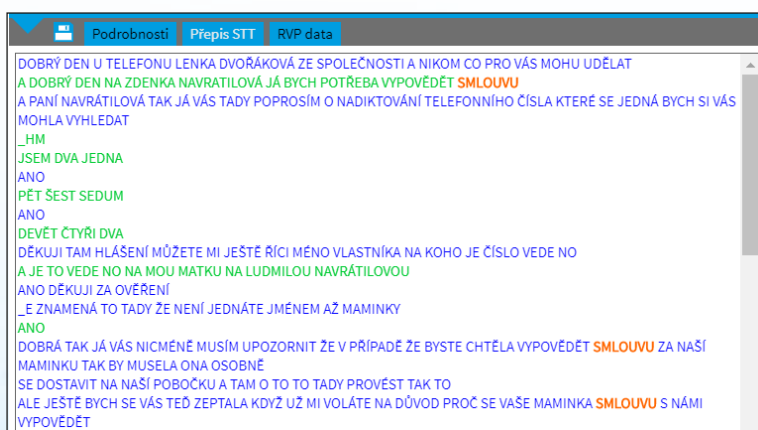 Podrobnosti Přepis STT RVP data
DOBRÝ DEN U TELEFONU LENKA DVOŘÁKOVÁ ZE SPOLEČNOSTI A NIKOM CO PRO VÁS MOHU UDĚLAT
A DOBRÝ DEN NA ZDENKA NAVRATILOVÁ JÁ BYCH POTŘEBA VYPOVĚDĚT SMLOUVU
A PANÍ NAVRÁTILOVÁ TAK JÁ VÁS TADY POPROSÍM O NADIKTOVÁNÍ TELEFONNÍHO ČÍSLA KTERÉ SE JEDNÁ BYCH SI VÁS
MOHLA VYHLEDAT
_HM
JSEM DVA JEDNA
ANO
PĚT ŠEST SEDUM
ANO
DEVĚT ČTYŘI DVA
DĚKUJI TAM HLÁŠENÍ MŮŽETE MI JEŠTĚ ŘÍCI MÉNO VLASTNÍKA NA KOHO JE ČÍSLO VEDE NO
A JE TO VEDE NO NA MOU MATKU NA LUDMILOU NAVRÁTILOVOU
ANO DĚKUJI ZA OVĚŘENÍ
_E ZNAMENÁ TO TADY ŽE NENÍ JEDNÁTE JMÉNEM AŽ MAMINKY
ANO
DOBRÁ TAK JÁ VÁS NICMÉNĚ MUSÍM UPOZORNIT ŽE V PŘÍPADĚ ŽE BYSTE CHTĚLA VYPOVĚDĚT SMLOUVU ZA NAŠÍ
MAMINKU TAK BY MUSELA ONA OSOBNĚ
SE DOSTAVIT NA NAŠÍ POBOČKU A TAM O TO TO TADY PROVÉST TAK TO
ALE JEŠTĚ BYCH SE VÁS TEĎ ZEPTALA KDYŽ UŽ MI VOLÁTE NA DŮVOD PROČ SE VAŠE MAMINKA SMLOUVU S NÁMI
VYPOVĚDĚT